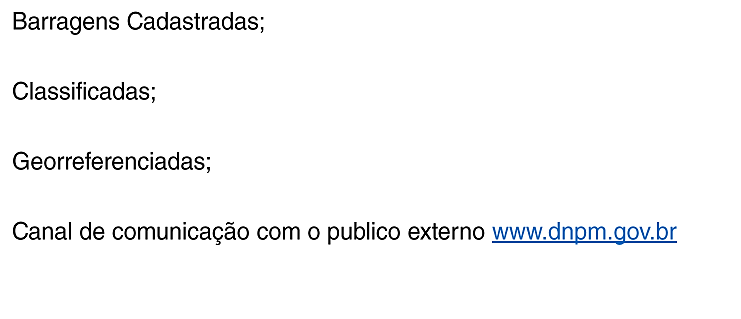 Barragens Cadastradas;
Classificadas;
Georreferenciadas;
Canal de comunicação com o publico externo www.dnpm.gov.br